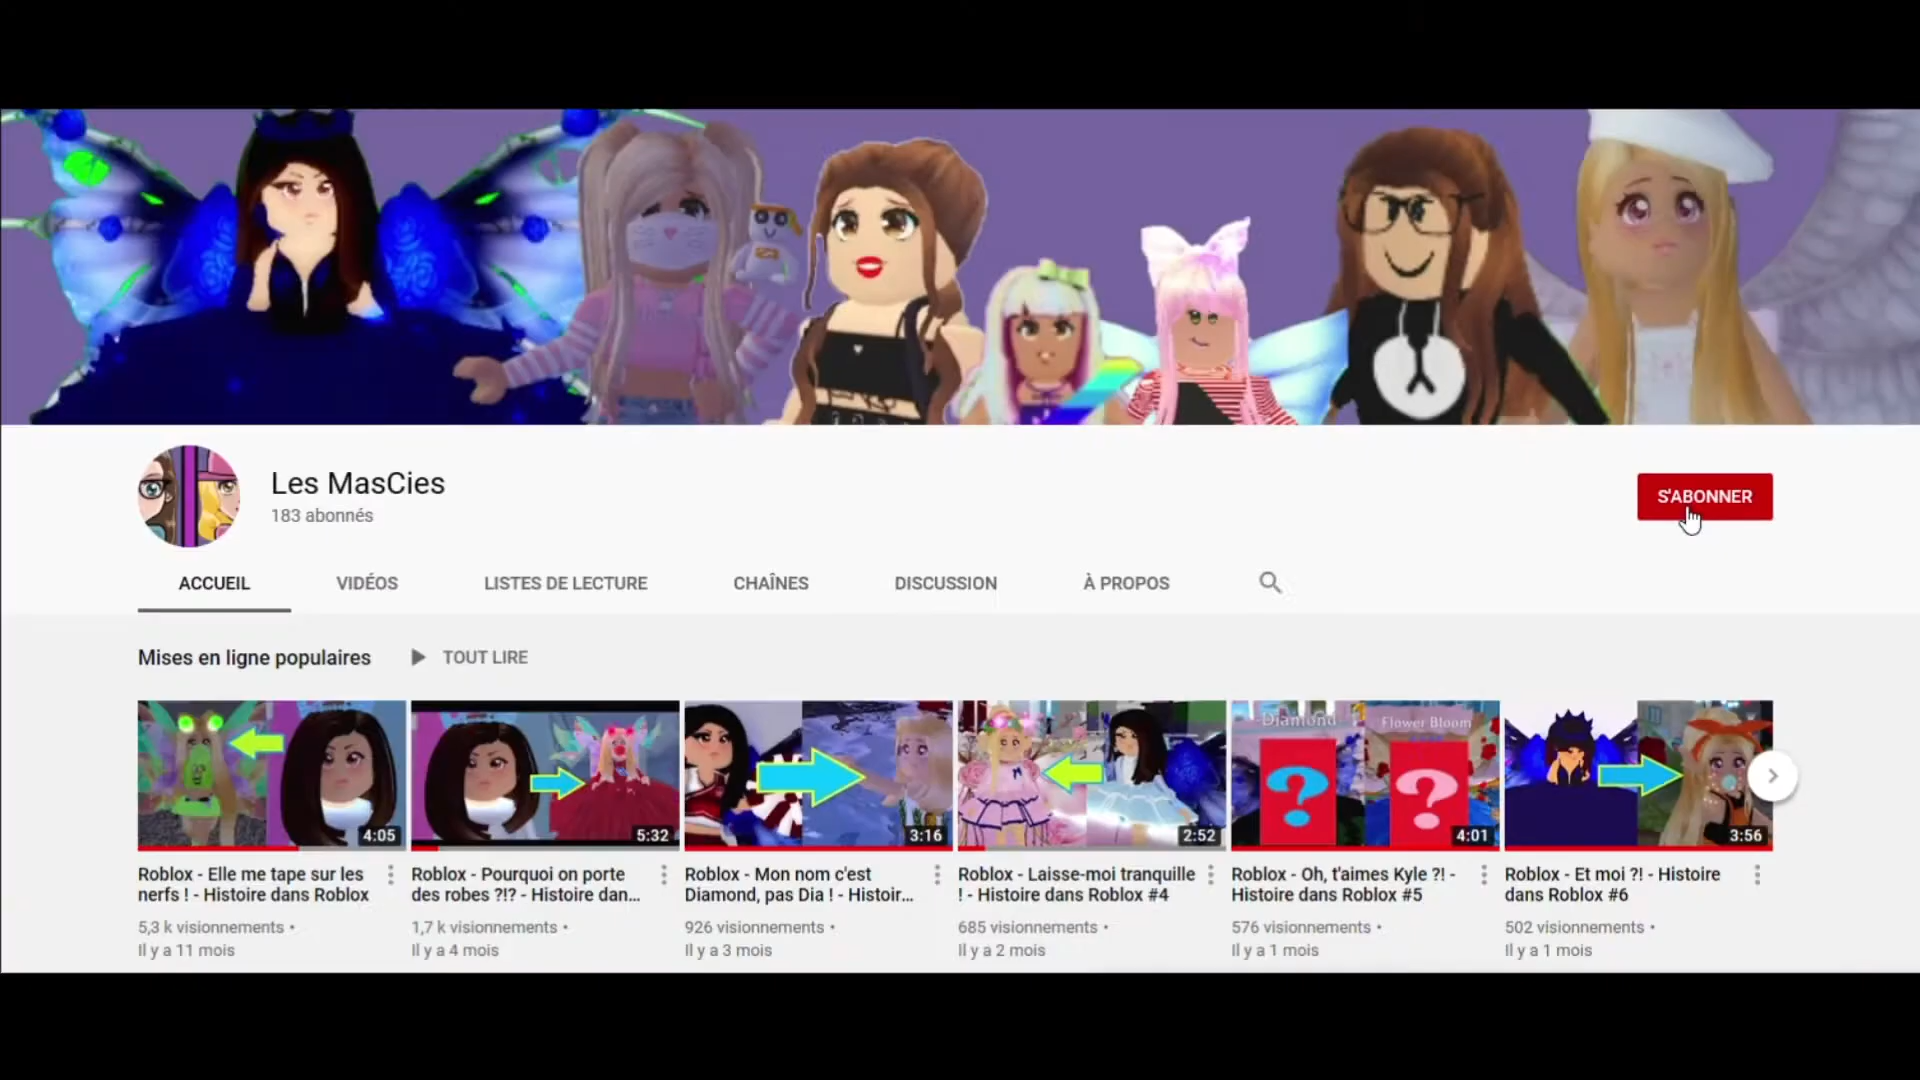 Les MasCies
183 abonnés
S'ABONNER
ACCUEIL
VIDÉOS
LISTES DE LECTURE
CHAÎNES
DISCUSSION
À PROPOS
Mises en ligne populaires
TOUT LIRE
4:05
5:32
3:16
2:52
Diamond
Flower Bloom
4:01
3:56
Roblox - Elle me tape sur les
nerfs ! - Histoire dans Roblox
5,3 k visionnements •
Il y a 11 mois
Roblox - Pourquoi on porte
des robes ?!? - Histoire dan...
1,7 k visionnements •
Il y a 4 mois
Roblox - Mon nom c'est
Diamond, pas Dia ! - Histoir...
926 visionnements •
Il y a 3 mois
Roblox - Laisse-moi tranquille
! - Histoire dans Roblox #4
685 visionnements •
Il y a 2 mois
Roblox - Oh, t'aimes Kyle ?! -
Histoire dans Roblox #5
576 visionnements •
Il y a 1 mois
Roblox - Et moi ?! - Histoire
dans Roblox #6
502 visionnements •
Il y a 1 mois